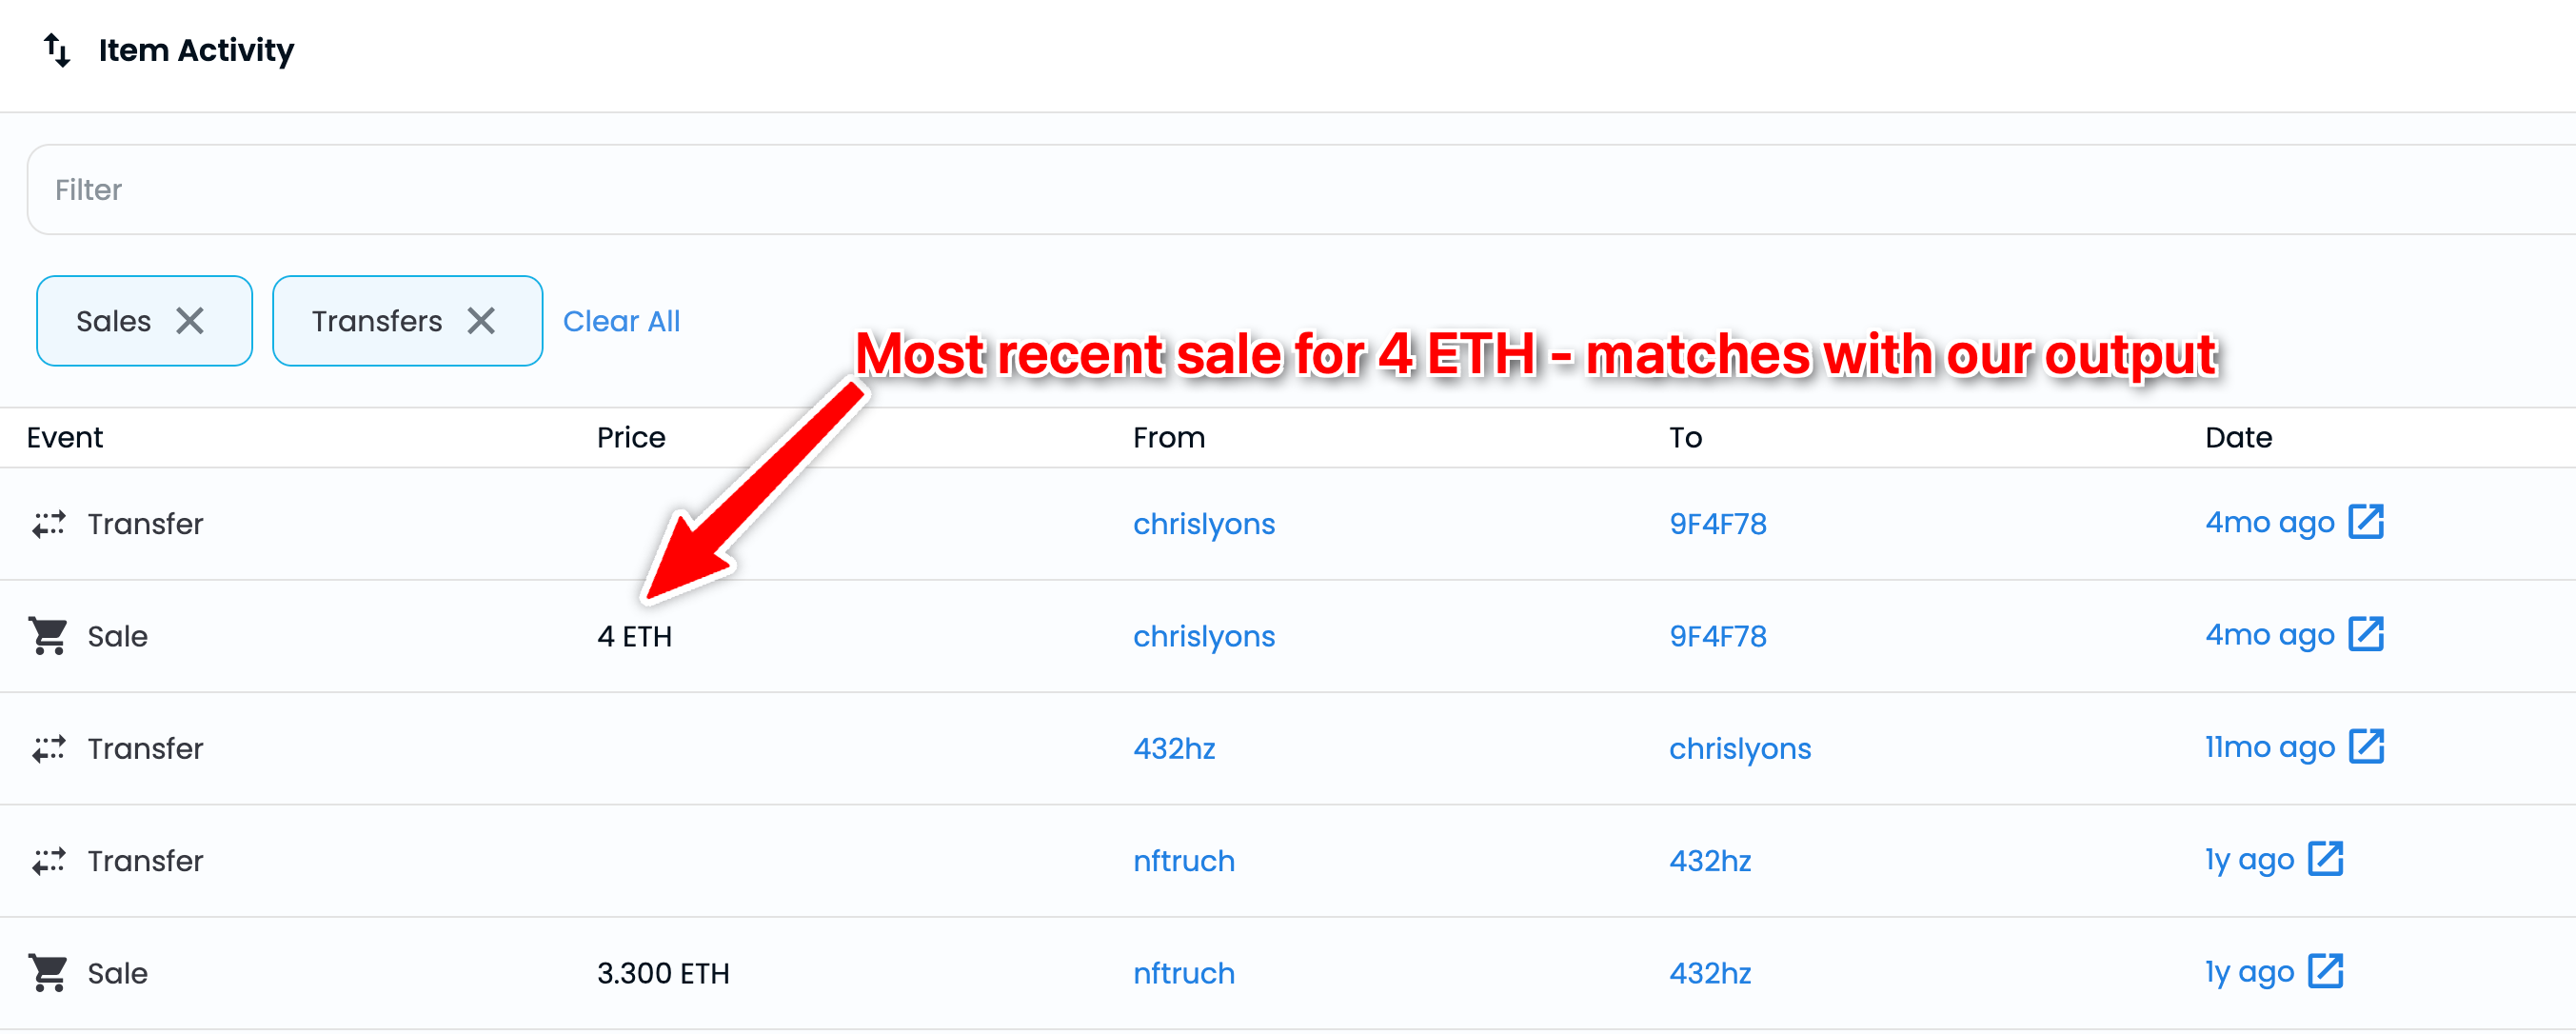 Item Activity
Filter
Sales Transfers Clear All
Most recent sale for 4 ETH - matches with our output
Event Price From To Date
Transfer chrislyons 9F4F78 4mo ago
Sale 4 ETH chrislyons 9F4F78 4mo ago
Transfer 432hz chrislyons 11mo ago
Transfer nftruch 432hz 1y ago
Sale 3.300 ETH nftruch 432hz 1y ago